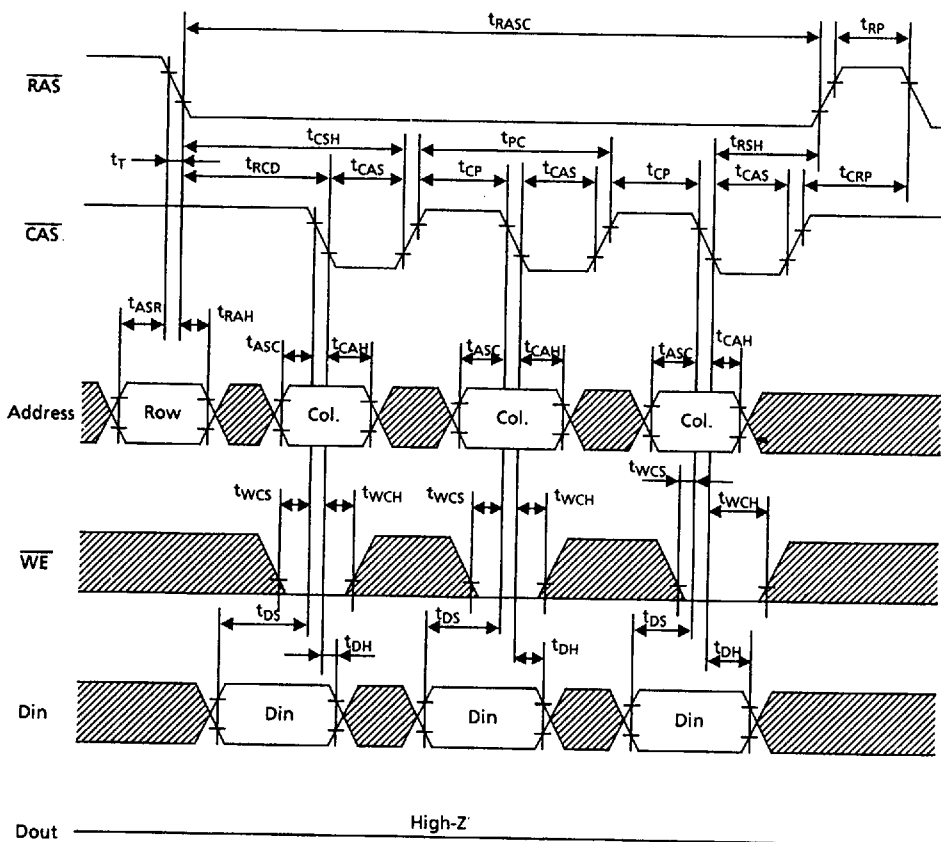 tRASC tRP
RAS
tCSH tPC tRSH
tT tRCD tCAS tCP tCAS tCP tCAS tCRP
CAS
tASR tRAH tASC tCAH tASC tCAH tASC tCAH
Address Row Col. Col. Col.
tWCS tWCH tWCS tWCH tWCS tWCH
WE
tDS tDH tDS tDH tDS tDH
Din Din Din Din
High-Z
Dout